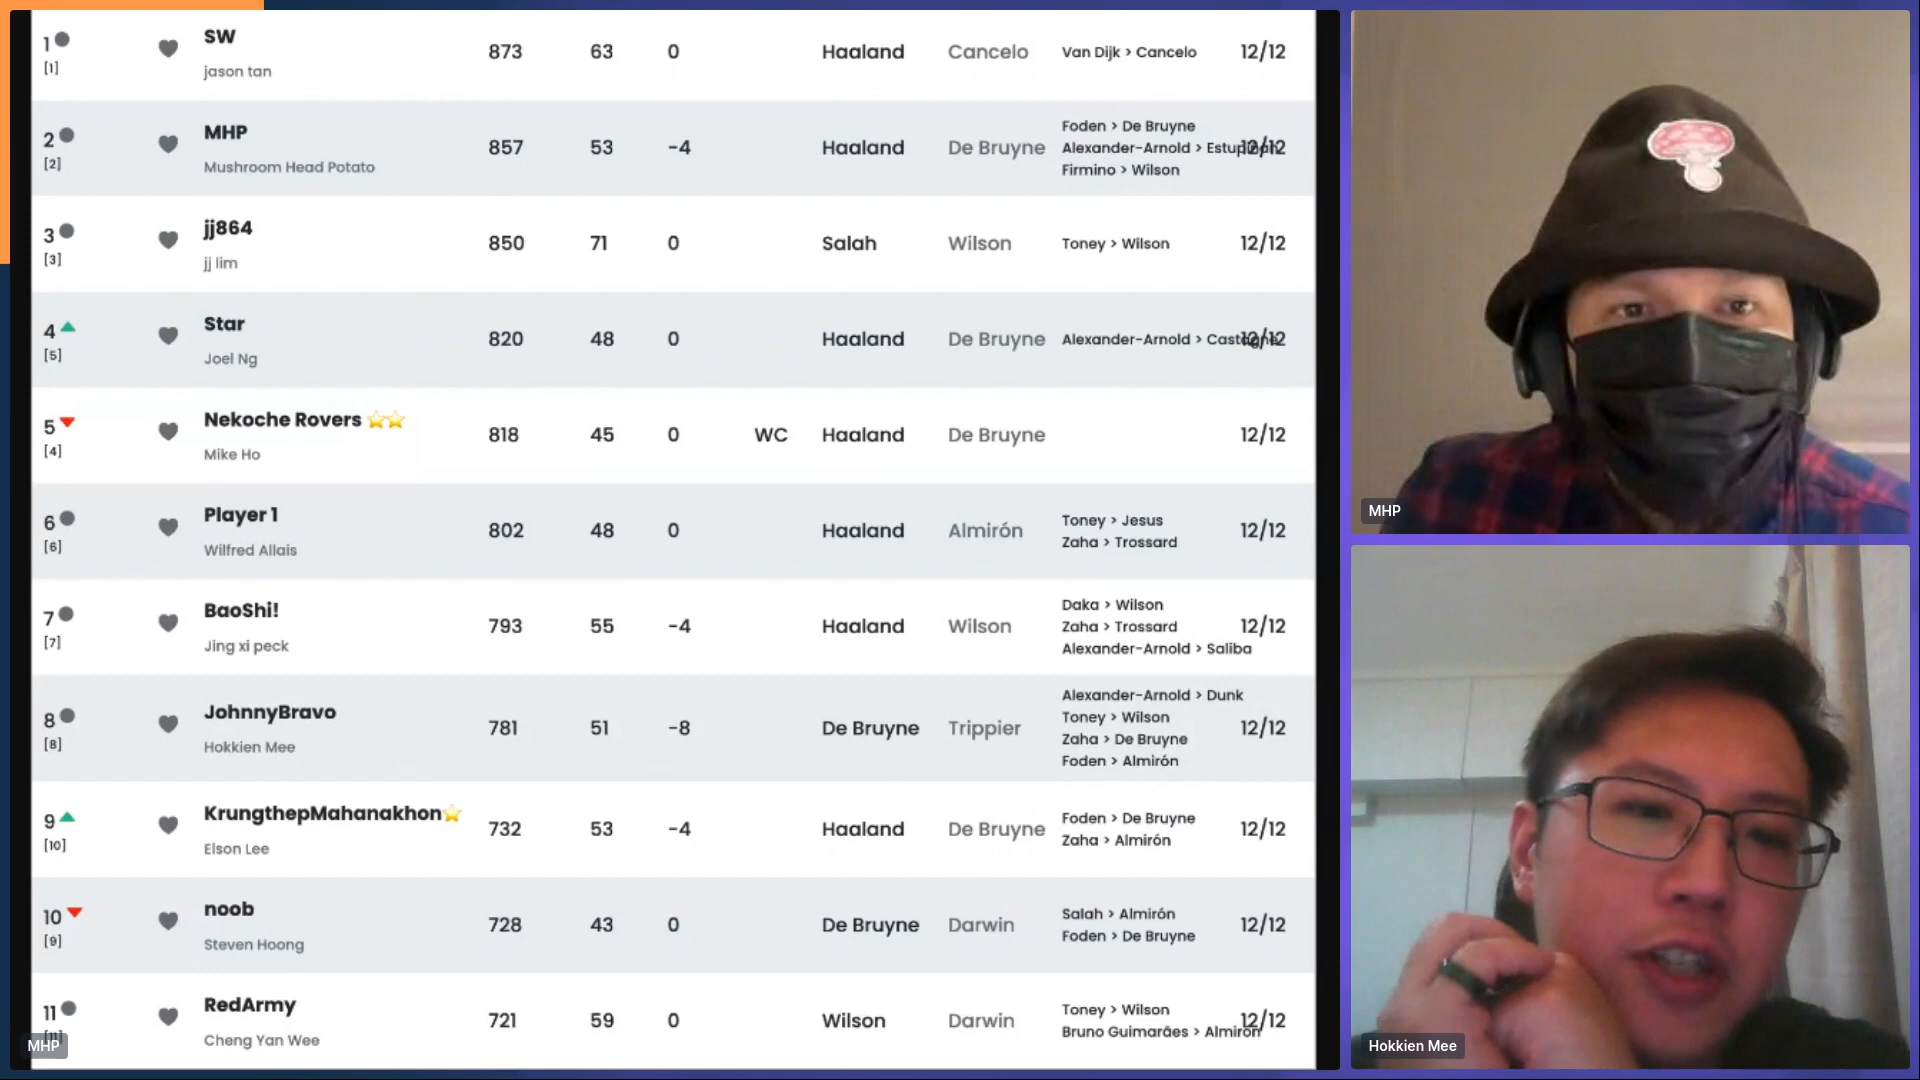 1
[1]
SW
jason tan
873 63 0 Haaland Cancelo Van Dijk > Cancelo 12/12
2
[2]
MHP
Mushroom Head Potato
857 53 -4 Haaland De Bruyne
Foden > De Bruyne
Alexander-Arnold > Estupiñán 12/12
Firmino > Wilson
3
[3]
jj864
jj lim
850 71 0 Salah Wilson Toney > Wilson 12/12
4
[5]
Star
Joel Ng
820 48 0 Haaland De Bruyne Alexander-Arnold > Castagne 12/12
5
[4]
Nekoche Rovers ⭐⭐
Mike Ho
818 45 0 WC Haaland De Bruyne 12/12
6
[6]
Player 1
Wilfred Allais
802 48 0 Haaland Almirón
Toney > Jesus
Zaha > Trossard
12/12
7
[7]
BaoShi!
Jing xi peck
793 55 -4 Haaland Wilson
Daka > Wilson
Zaha > Trossard
Alexander-Arnold > Saliba
12/12
8
[8]
JohnnyBravo
Hokkien Mee
781 51 -8 De Bruyne Trippier
Alexander-Arnold > Dunk
Toney > Wilson
Zaha > De Bruyne
Foden > Almirón
12/12
9
[10]
KrungthepMahanakhon⭐
Elson Lee
732 53 -4 Haaland De Bruyne
Foden > De Bruyne
Zaha > Almirón
12/12
10
[9]
noob
Steven Hoong
728 43 0 De Bruyne Darwin
Salah > Almirón
Foden > De Bruyne
12/12
11
[11]
RedArmy
Cheng Yan Wee
721 59 0 Wilson Darwin
Toney > Wilson
Bruno Guimarães > Almirón
12/12
MHP
MHP
Hokkien Mee